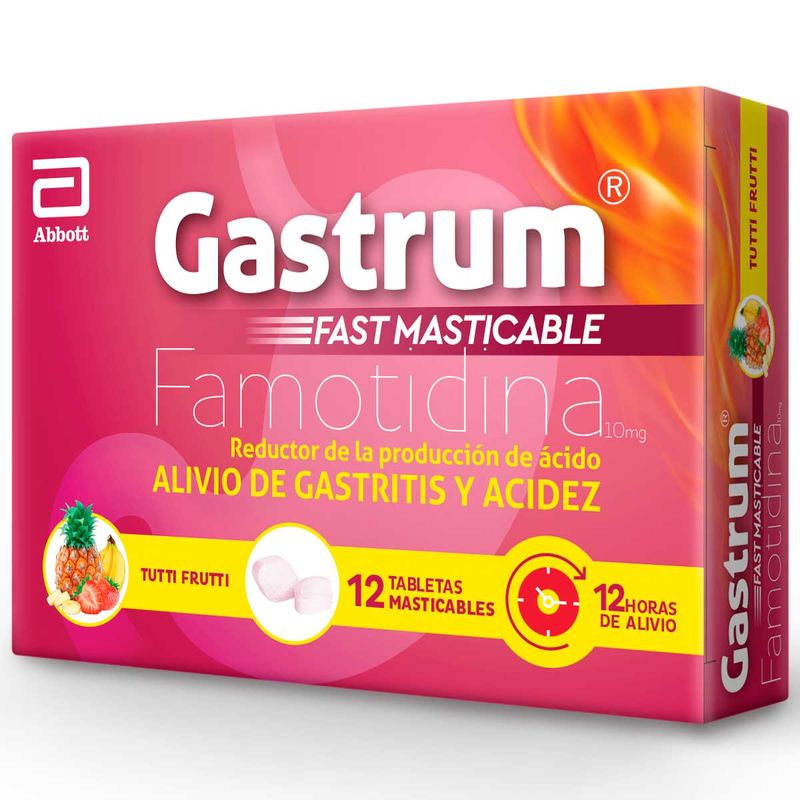 Abbott
Gastrum®
FAST MASTICABLE
Famotidina 10mg
Reductor de la producción de ácido
ALIVIO DE GASTRITIS Y ACIDEZ
TUTTI FRUTTI
12 TABLETAS
MASTICABLES
12 HORAS
DE ALIVIO
TUTTI FRUTTI
Gastrum®
FAST MASTICABLE
Famotidina 10mg